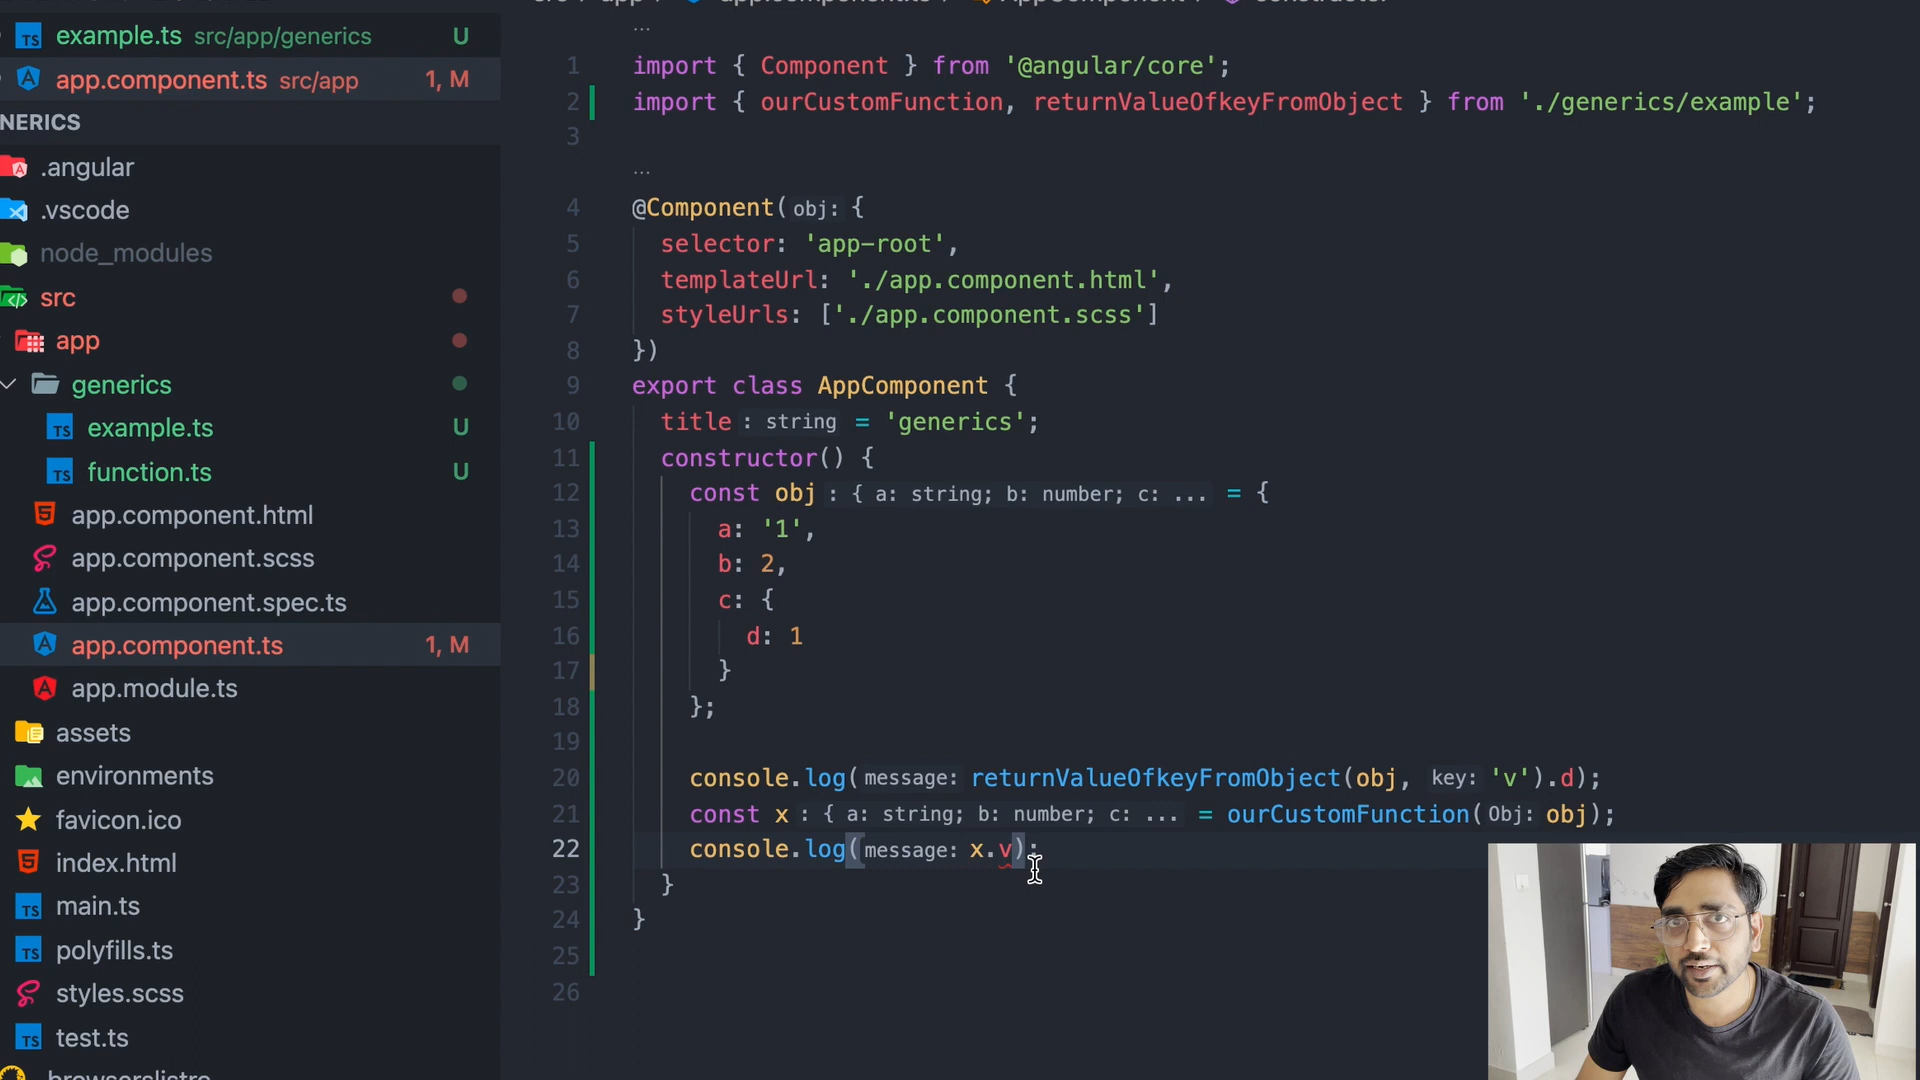 example.ts src/app/generics U
app.component.ts src/app 1, M
NERICS
.angular
.vscode
node_modules
src
app
generics
example.ts U
function.ts U
app.component.html
app.component.scss
app.component.spec.ts
app.component.ts 1, M
app.module.ts
assets
environments
favicon.ico
index.html
main.ts
polyfills.ts
styles.scss
test.ts
...
1 import { Component } from '@angular/core';
2 import { ourCustomFunction, returnValueOfkeyFromObject } from './generics/example';
3
...
4 @Component(obj: {
5 selector: 'app-root',
6 templateUrl: './app.component.html',
7 styleUrls: ['./app.component.scss']
8 })
9 export class AppComponent {
10 title : string = 'generics';
11 constructor() {
12 const obj : { a: string; b: number; c: ... = {
13 a: '1',
14 b: 2,
15 c: {
16 d: 1
17 }
18 };
19
20 console.log(message: returnValueOfkeyFromObject(obj, key: 'v').d);
21 const x : { a: string; b: number; c: ... = ourCustomFunction(Obj: obj);
22 console.log(message: x.v);
23 }
24 }
25
26